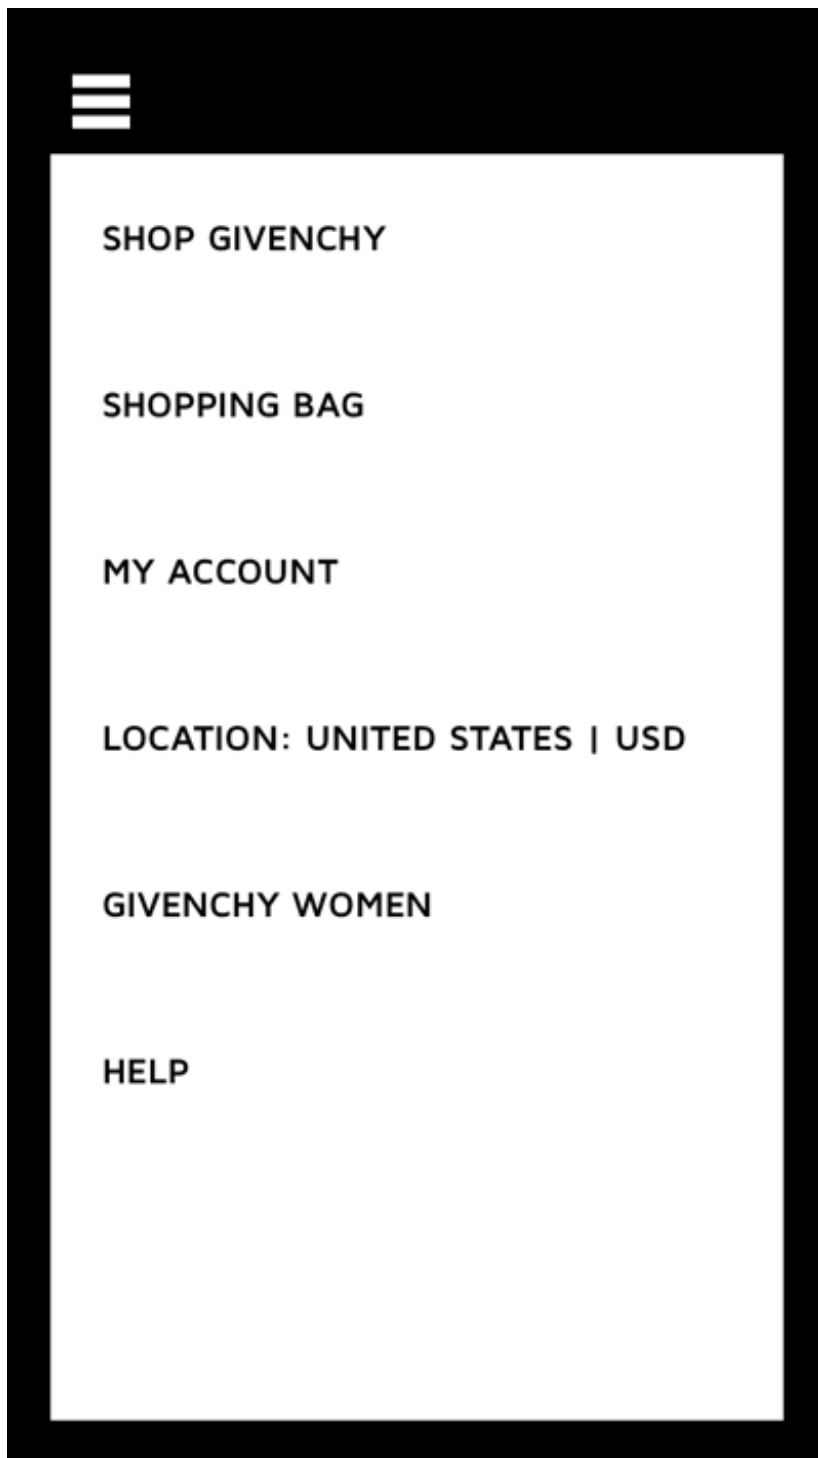 SHOP GIVENCHY
SHOPPING BAG
MY ACCOUNT
LOCATION: UNITED STATES | USD
GIVENCHY WOMEN
HELP